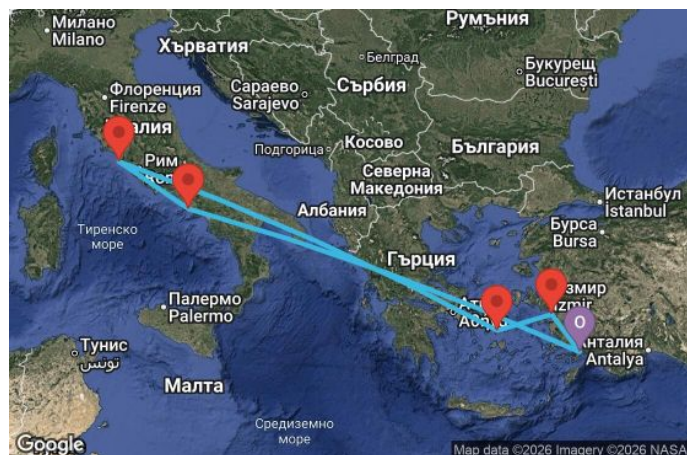 Милано
Milano
Румъния
Хърватия
Белград
Букурещ
București
Флоренция
Firenze
Сараево
Sarajevo
Сърбия
Подгорица
Косово
България
Рим
Северна
Македония
Истанбул
İstanbul
Албания
Бурса
Bursa
Тиренско
море
Гърция
Палермо
Palermo
Анталия
Antalya
Тунис
تونس
Малта
Средиземно
море
Google
Map data ©2026 Imagery ©2026 NASA